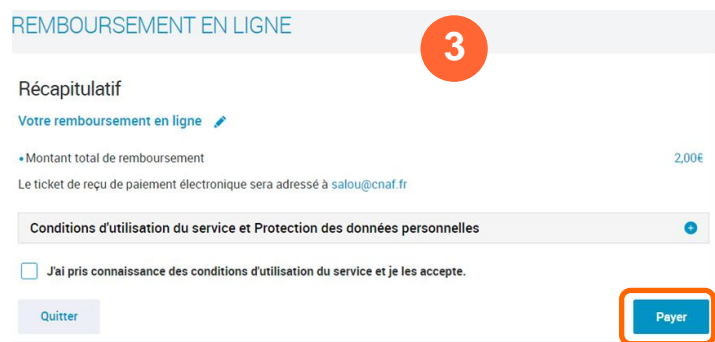 REMBOURSEMENT EN LIGNE
3
Récapitulatif
Votre remboursement en ligne
• Montant total de remboursement 2,00€
Le ticket de reçu de paiement électronique sera adressé à salou@cnaf.fr
Conditions d'utilisation du service et Protection des données personnelles
J'ai pris connaissance des conditions d'utilisation du service et je les accepte.
Quitter Payer